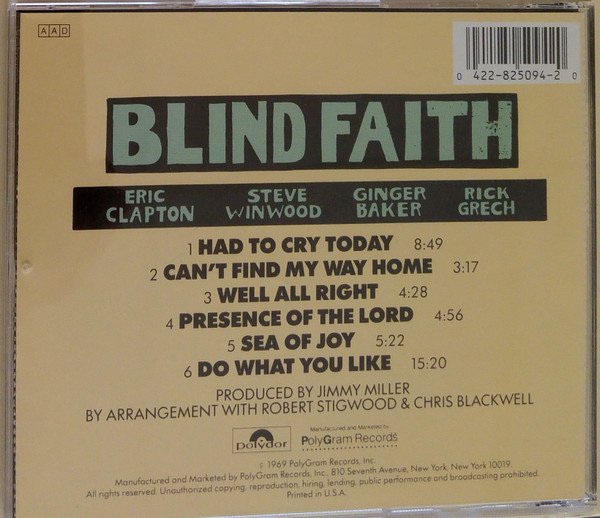 AAD
0 422-825094-2 0
BLIND FAITH
ERIC CLAPTON
STEVE WINWOOD
GINGER BAKER
RICK GRECH
1 HAD TO CRY TODAY 8:49
2 CAN'T FIND MY WAY HOME 3:17
3 WELL ALL RIGHT 4:28
4 PRESENCE OF THE LORD 4:56
5 SEA OF JOY 5:22
6 DO WHAT YOU LIKE 15:20
PRODUCED BY JIMMY MILLER
BY ARRANGEMENT WITH ROBERT STIGWOOD & CHRIS BLACKWELL
polydor
Manufactured and Marketed by
PolyGram Records
© 1969 PolyGram Records, Inc.
Manufactured and Marketed by PolyGram Records, Inc. 810 Seventh Avenue, New York, New York 10019.
All rights reserved. Unauthorized copying, reproduction, hiring, lending, public performance and broadcasting prohibited.
Printed in U.S.A.